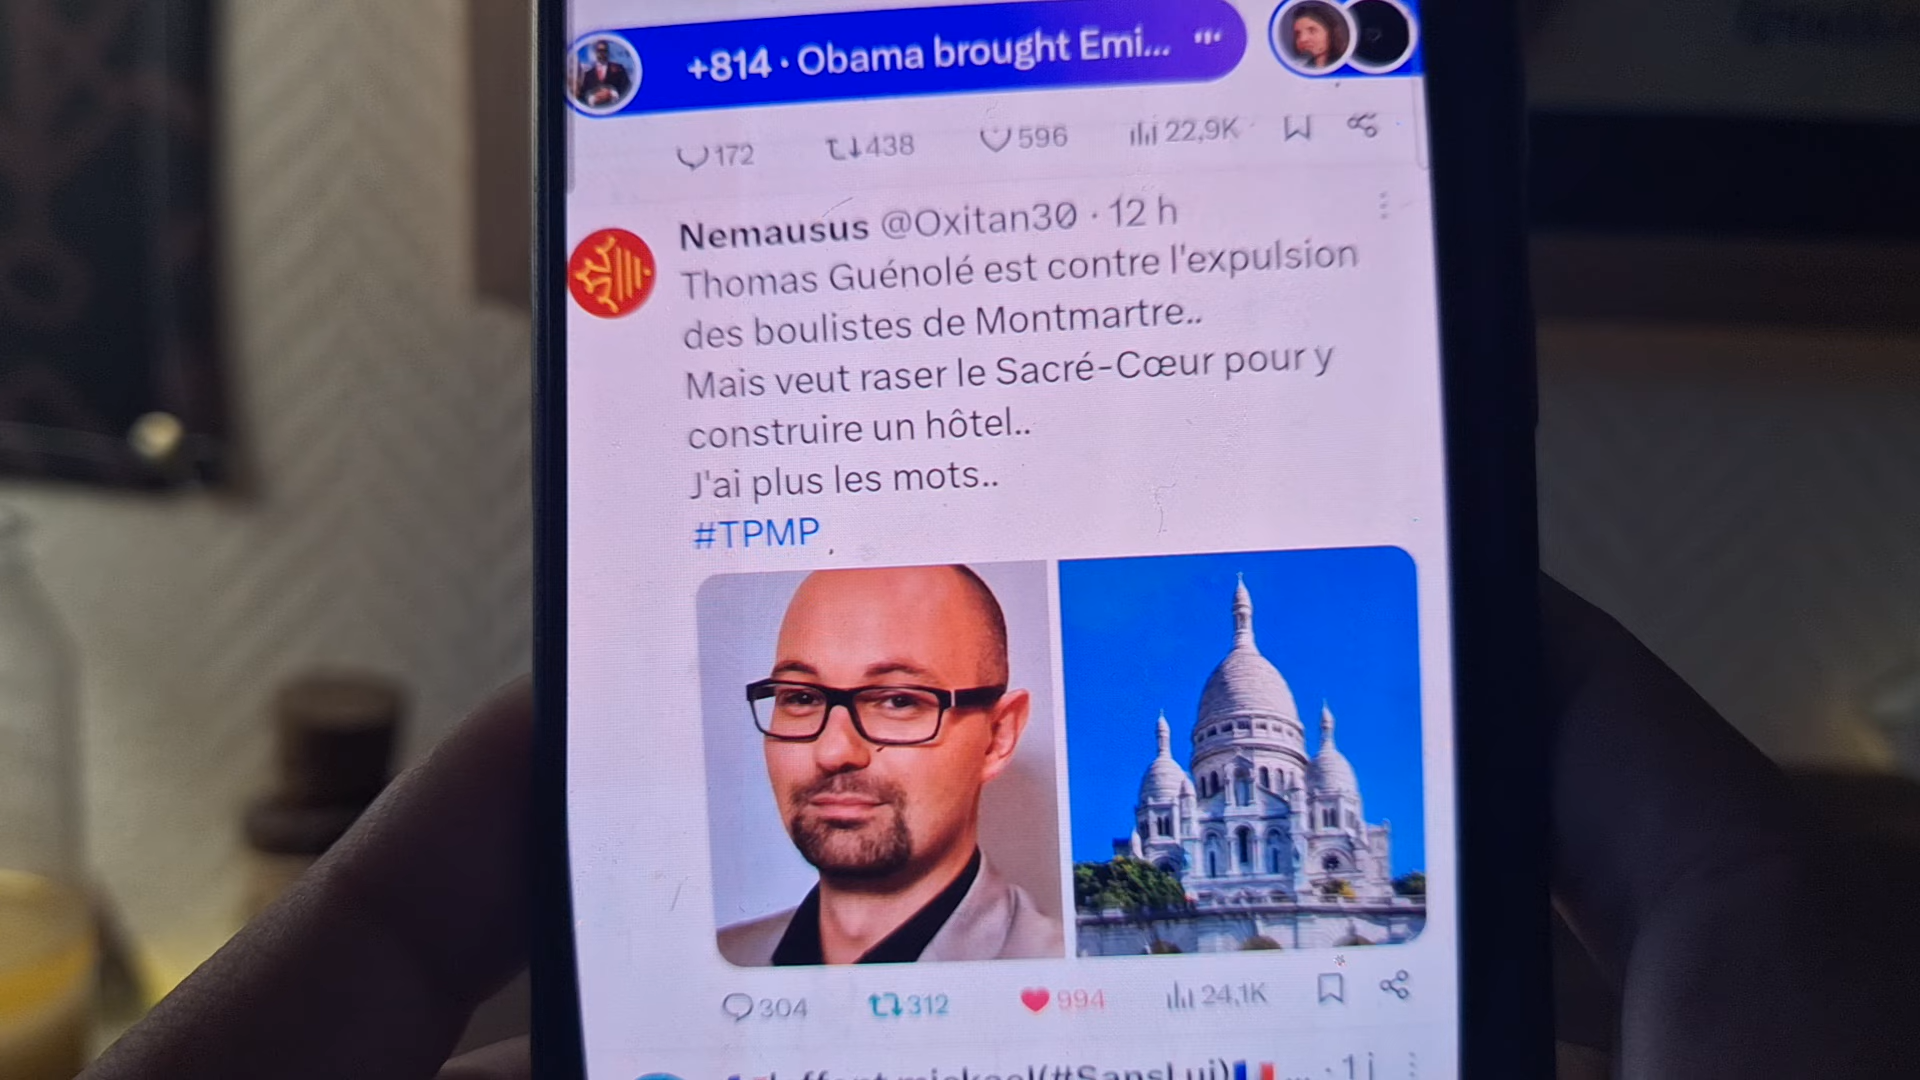 +814 · Obama brought Emi...
172 438 596 22,9K
Nemausus @Oxitan30 · 12 h
Thomas Guénolé est contre l'expulsion
des boulistes de Montmartre..
Mais veut raser le Sacré-Cœur pour y
construire un hôtel..
J'ai plus les mots..
#TPMP
304 312 994 24,1K
(#SansLui) ... · 1 j